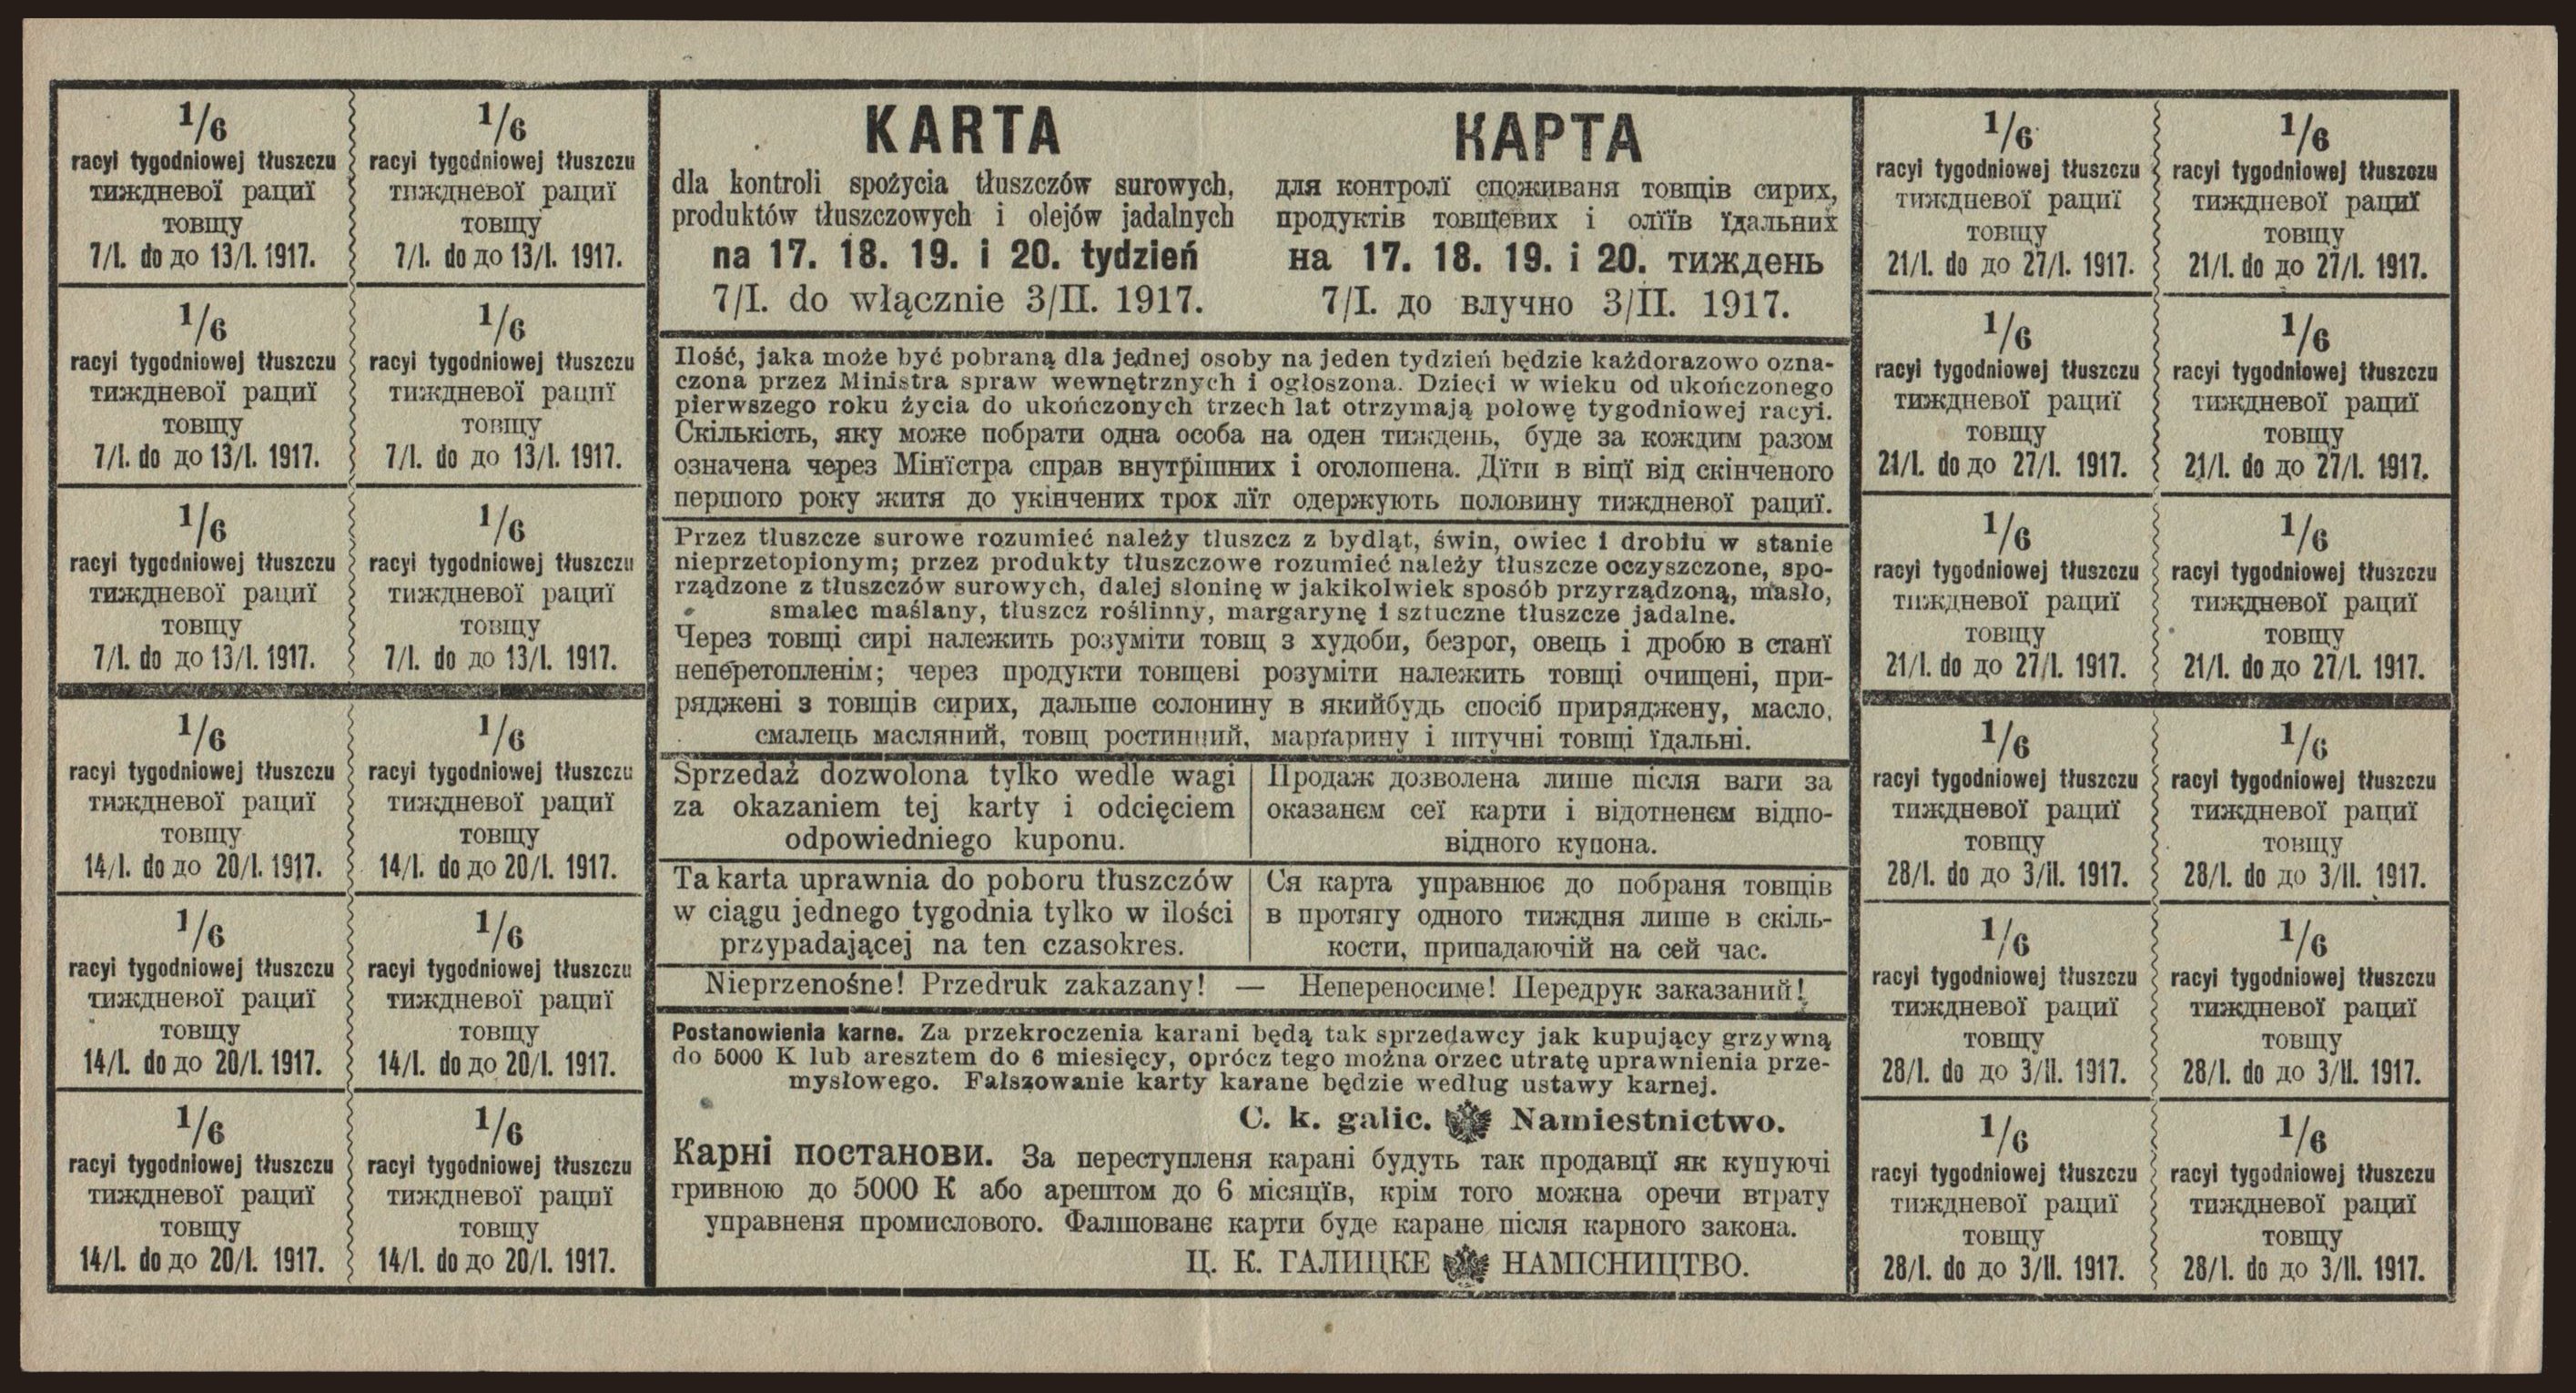 1/6
racyi tygodniowej tłuszczu
тиждневої рациї
товщу
7/I. do до 13/I. 1917.
1/6
racyi tygodniowej tłuszczu
тиждневої рациї
товщу
7/I. do до 13/I. 1917.
1/6
racyi tygodniowej tłuszczu
тиждневої рациї
товщу
7/I. do до 13/I. 1917.
1/6
racyi tygodniowej tłuszczu
тиждневої рациї
товщу
7/I. do до 13/I. 1917.
1/6
racyi tygodniowej tłuszczu
тиждневої рациї
товщу
7/I. do до 13/I. 1917.
1/6
racyi tygodniowej tłuszczu
тиждневої рациї
товщу
7/I. do до 13/I. 1917.
1/6
racyi tygodniowej tłuszczu
тиждневої рациї
товщу
14/I. do до 20/I. 1917.
1/6
racyi tygodniowej tłuszczu
тиждневої рациї
товщу
14/I. do до 20/I. 1917.
1/6
racyi tygodniowej tłuszczu
тиждневої рациї
товщу
14/I. do до 20/I. 1917.
1/6
racyi tygodniowej tłuszczu
тиждневої рациї
товщу
14/I. do до 20/I. 1917.
1/6
racyi tygodniowej tłuszczu
тиждневої рациї
товщу
14/I. do до 20/I. 1917.
1/6
racyi tygodniowej tłuszczu
тиждневої рациї
товщу
14/I. do до 20/I. 1917.
KARTA
dla kontroli spożycia tłuszczów surowych,
produktów tłuszczowych i olejów jadalnych
na 17. 18. 19. i 20. tydzień
7/I. do włącznie 3/II. 1917.
КАРТА
для контролї споживаня товщів сирих,
продуктів товщевих і олїїв їдальних
на 17. 18. 19. і 20. тиждень
7/I. до влучно 3/II. 1917.
Ilość, jaka może być pobraną dla jednej osoby na jeden tydzień będzie każdorazowo ozna-
czona przez Ministra spraw wewnętrznych i ogłoszona. Dzieci w wieku od ukończonego
pierwszego roku życia do ukończonych trzech lat otrzymają połowę tygodniowej racyi.
Скількість, яку може побрати одна особа на оден тиждень, буде за кождим разом
означена через Мінїстра справ внутрішних і оголошена. Дїти в віцї від скінченого
першого року житя до укінчених трох лїт одержують половину тиждневої рациї.
Przez tłuszcze surowe rozumieć należy tłuszcz z bydląt, świn, owiec i drobiu w stanie
nieprzetopionym; przez produkty tłuszczowe rozumieć należy tłuszcze oczyszczone, spo-
rządzone z tłuszczów surowych, dalej słoninę w jakikolwiek sposób przyrządzoną, masło,
smalec maślany, tłuszcz roślinny, margarynę i sztuczne tłuszcze jadalne.
Через товщі сирі належить розуміти товщ з худоби, безрог, овець і дробю в станї
неперетопленім; через продукти товщеві розуміти належить товщі очищені, при-
ряджені з товщів сирих, дальше солонину в якийбудь спосіб приряджену, масло,
смалець масляний, товщ ростинний, марґарину і штучні товщі їдальні.
Sprzedaż dozwolona tylko wedle wagi
za okazaniem tej karty i odcięciem
odpowiedniego kuponu.
Продаж дозволена лише після ваги за
оказанєм сеї карти і відотненєм відпо-
відного купона.
Ta karta uprawnia do poboru tłuszczów
w ciągu jednego tygodnia tylko w ilości
przypadającej na ten czasokres.
Ся карта управнює до побраня товщів
в протягу одного тиждня лише в скіль-
кости, припадаючій на сей час.
Nieprzenośne! Przedruk zakazany! — Непереносиме! Передрук заказаний!
Postanowienia karne. Za przekroczenia karani będą tak sprzedawcy jak kupujący grzywną
do 5000 K lub aresztem do 6 miesięcy, oprócz tego można orzec utratę uprawnienia prze-
mysłowego. Fałszowanie karty karane będzie według ustawy karnej.
C. k. galic. Namiestnictwo.
Карні постанови. За переступленя карані будуть так продавцї як купуючі
гривною до 5000 К або арештом до 6 місяцїв, крім того можна оречи втрату
управненя промислового. Фалшованє карти буде каране після карного закона.
Ц. К. ГАЛИЦКЕ НАМІСНИЦТВО.
1/6
racyi tygodniowej tłuszczu
тиждневої рациї
товщу
21/I. do до 27/I. 1917.
1/6
racyi tygodniowej tłuszczu
тиждневої рациї
товщу
21/I. do до 27/I. 1917.
1/6
racyi tygodniowej tłuszczu
тиждневої рациї
товщу
21/I. do до 27/I. 1917.
1/6
racyi tygodniowej tłuszczu
тиждневої рациї
товщу
21/I. do до 27/I. 1917.
1/6
racyi tygodniowej tłuszczu
тиждневої рациї
товщу
21/I. do до 27/I. 1917.
1/6
racyi tygodniowej tłuszczu
тиждневої рациї
товщу
21/I. do до 27/I. 1917.
1/6
racyi tygodniowej tłuszczu
тиждневої рациї
товщу
28/I. do до 3/II. 1917.
1/6
racyi tygodniowej tłuszczu
тиждневої рациї
товщу
28/I. do до 3/II. 1917.
1/6
racyi tygodniowej tłuszczu
тиждневої рациї
товщу
28/I. do до 3/II. 1917.
1/6
racyi tygodniowej tłuszczu
тиждневої рациї
товщу
28/I. do до 3/II. 1917.
1/6
racyi tygodniowej tłuszczu
тиждневої рациї
товщу
28/I. do до 3/II. 1917.
1/6
racyi tygodniowej tłuszczu
тиждневої рациї
товщу
28/I. do до 3/II. 1917.